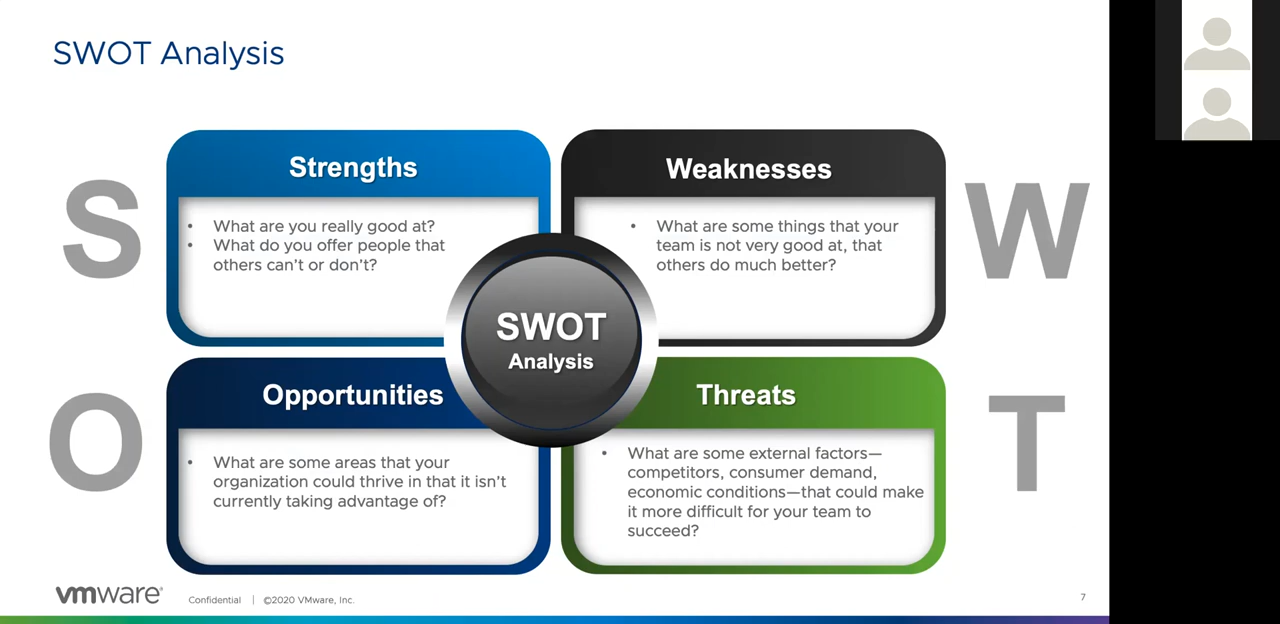 SWOT Analysis
S
Strengths
• What are you really good at?
• What do you offer people that
others can't or don't?
Weaknesses
• What are some things that your
team is not very good at, that
others do much better?
W
SWOT
Analysis
O
Opportunities
• What are some areas that your
organization could thrive in that it isn't
currently taking advantage of?
Threats
• What are some external factors—
competitors, consumer demand,
economic conditions—that could make
it more difficult for your team to
succeed?
T
vmware®
Confidential | ©2020 VMware, Inc.
7